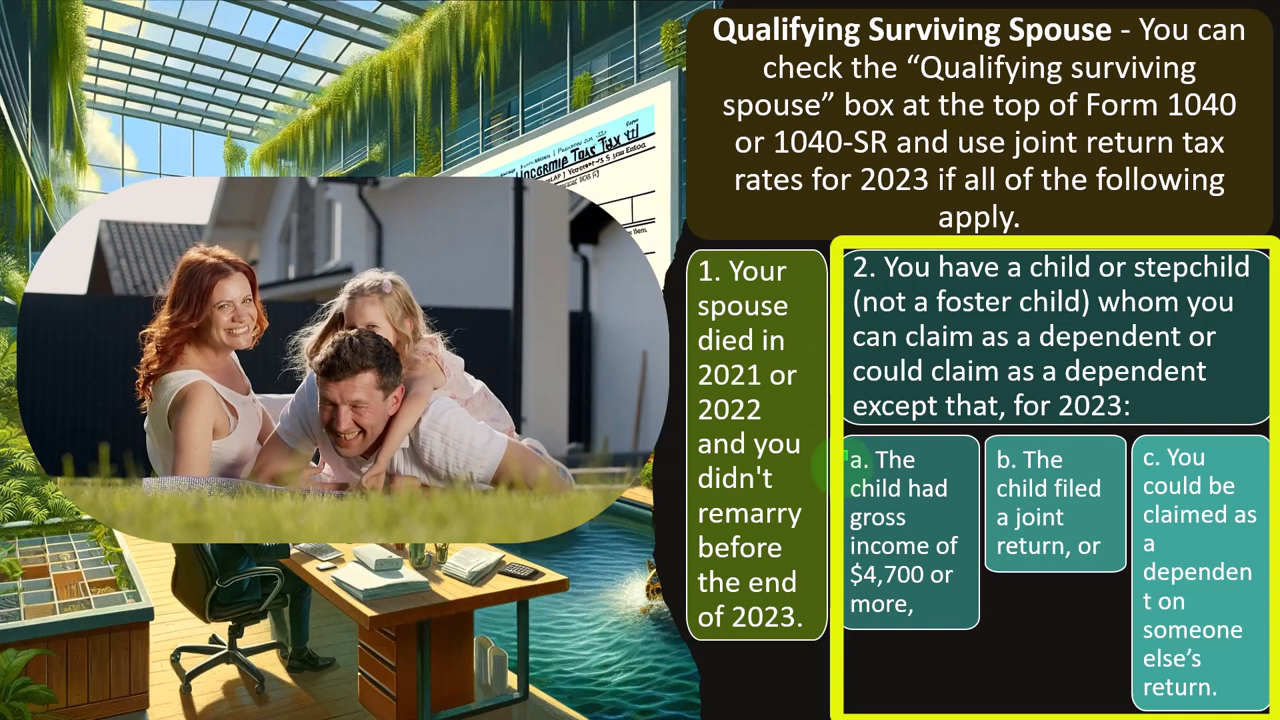 Qualifying Surviving Spouse - You can
check the “Qualifying surviving
spouse” box at the top of Form 1040
or 1040-SR and use joint return tax
rates for 2023 if all of the following
apply.
1. Your
spouse
died in
2021 or
2022
and you
didn't
remarry
before
the end
of 2023.
2. You have a child or stepchild
(not a foster child) whom you
can claim as a dependent or
could claim as a dependent
except that, for 2023:
a. The
child had
gross
income of
$4,700 or
more,
b. The
child filed
a joint
return, or
c. You
could be
claimed as
a
dependen
t on
someone
else’s
return.